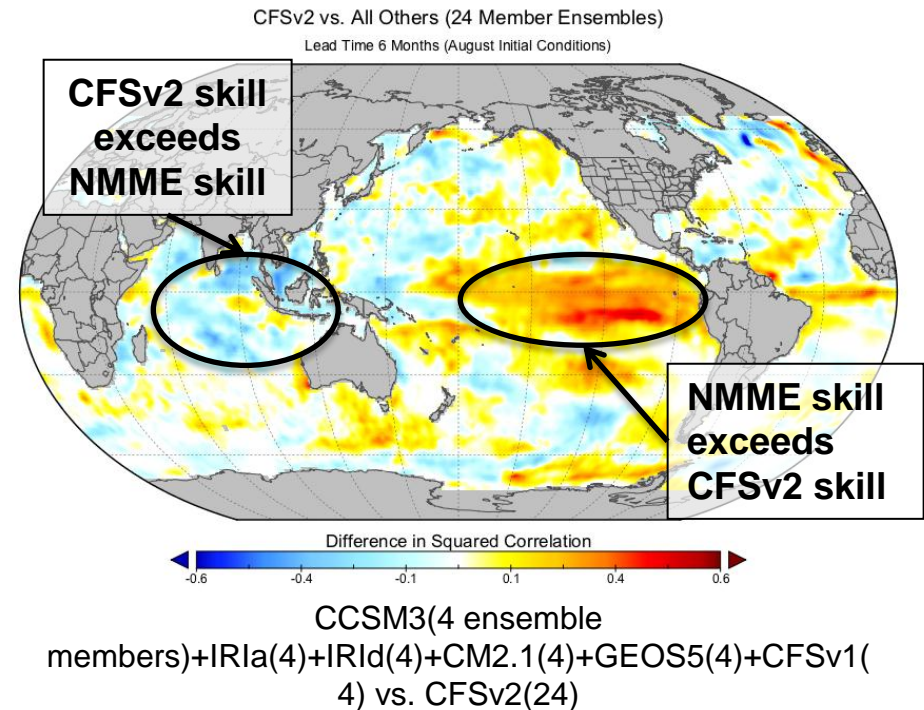 CFSv2 vs. All Others (24 Member Ensembles)
Lead Time 6 Months (August Initial Conditions)
CFSv2 skill
exceeds
NMME skill
NMME skill
exceeds
CFSv2 skill
Difference in Squared Correlation
-0.6 -0.4 -0.1 0.1 0.4 0.6
CCSM3(4 ensemble
members)+IRIa(4)+IRId(4)+CM2.1(4)+GEOS5(4)+CFSv1(
4) vs. CFSv2(24)